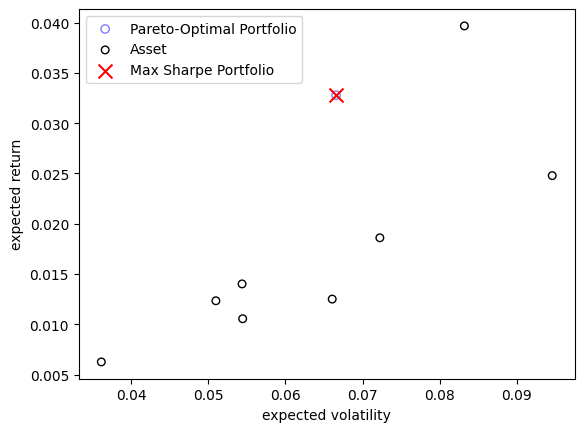 Pareto-Optimal Portfolio
Asset
Max Sharpe Portfolio
expected return
0.040
0.035
0.030
0.025
0.020
0.015
0.010
0.005
0.04 0.05 0.06 0.07 0.08 0.09
expected volatility